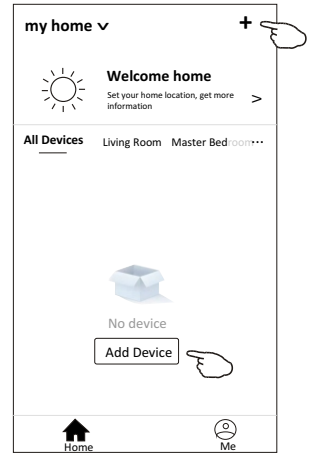 my home
+
Welcome home
Set your home location, get more
information
>
All Devices Living Room Master Bedroom...
No device
Add Device
Home Me